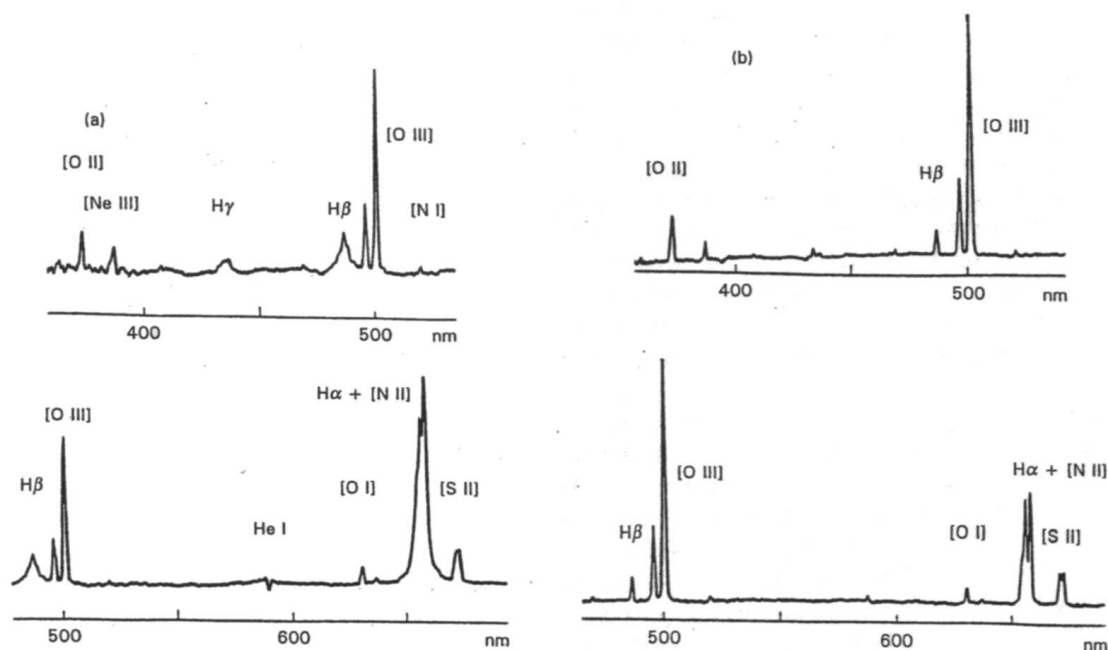 (a)
[O II]
[Ne III]
Hγ
Hβ
[O III]
[N I]
400
500
nm
(b)
[O II]
Hβ
[O III]
400
500
nm
Hα + [N II]
[O III]
Hβ
He I
[O I]
[S II]
500
600
nm
[O III]
Hα + [N II]
Hβ
[O I]
[S II]
500
600
nm